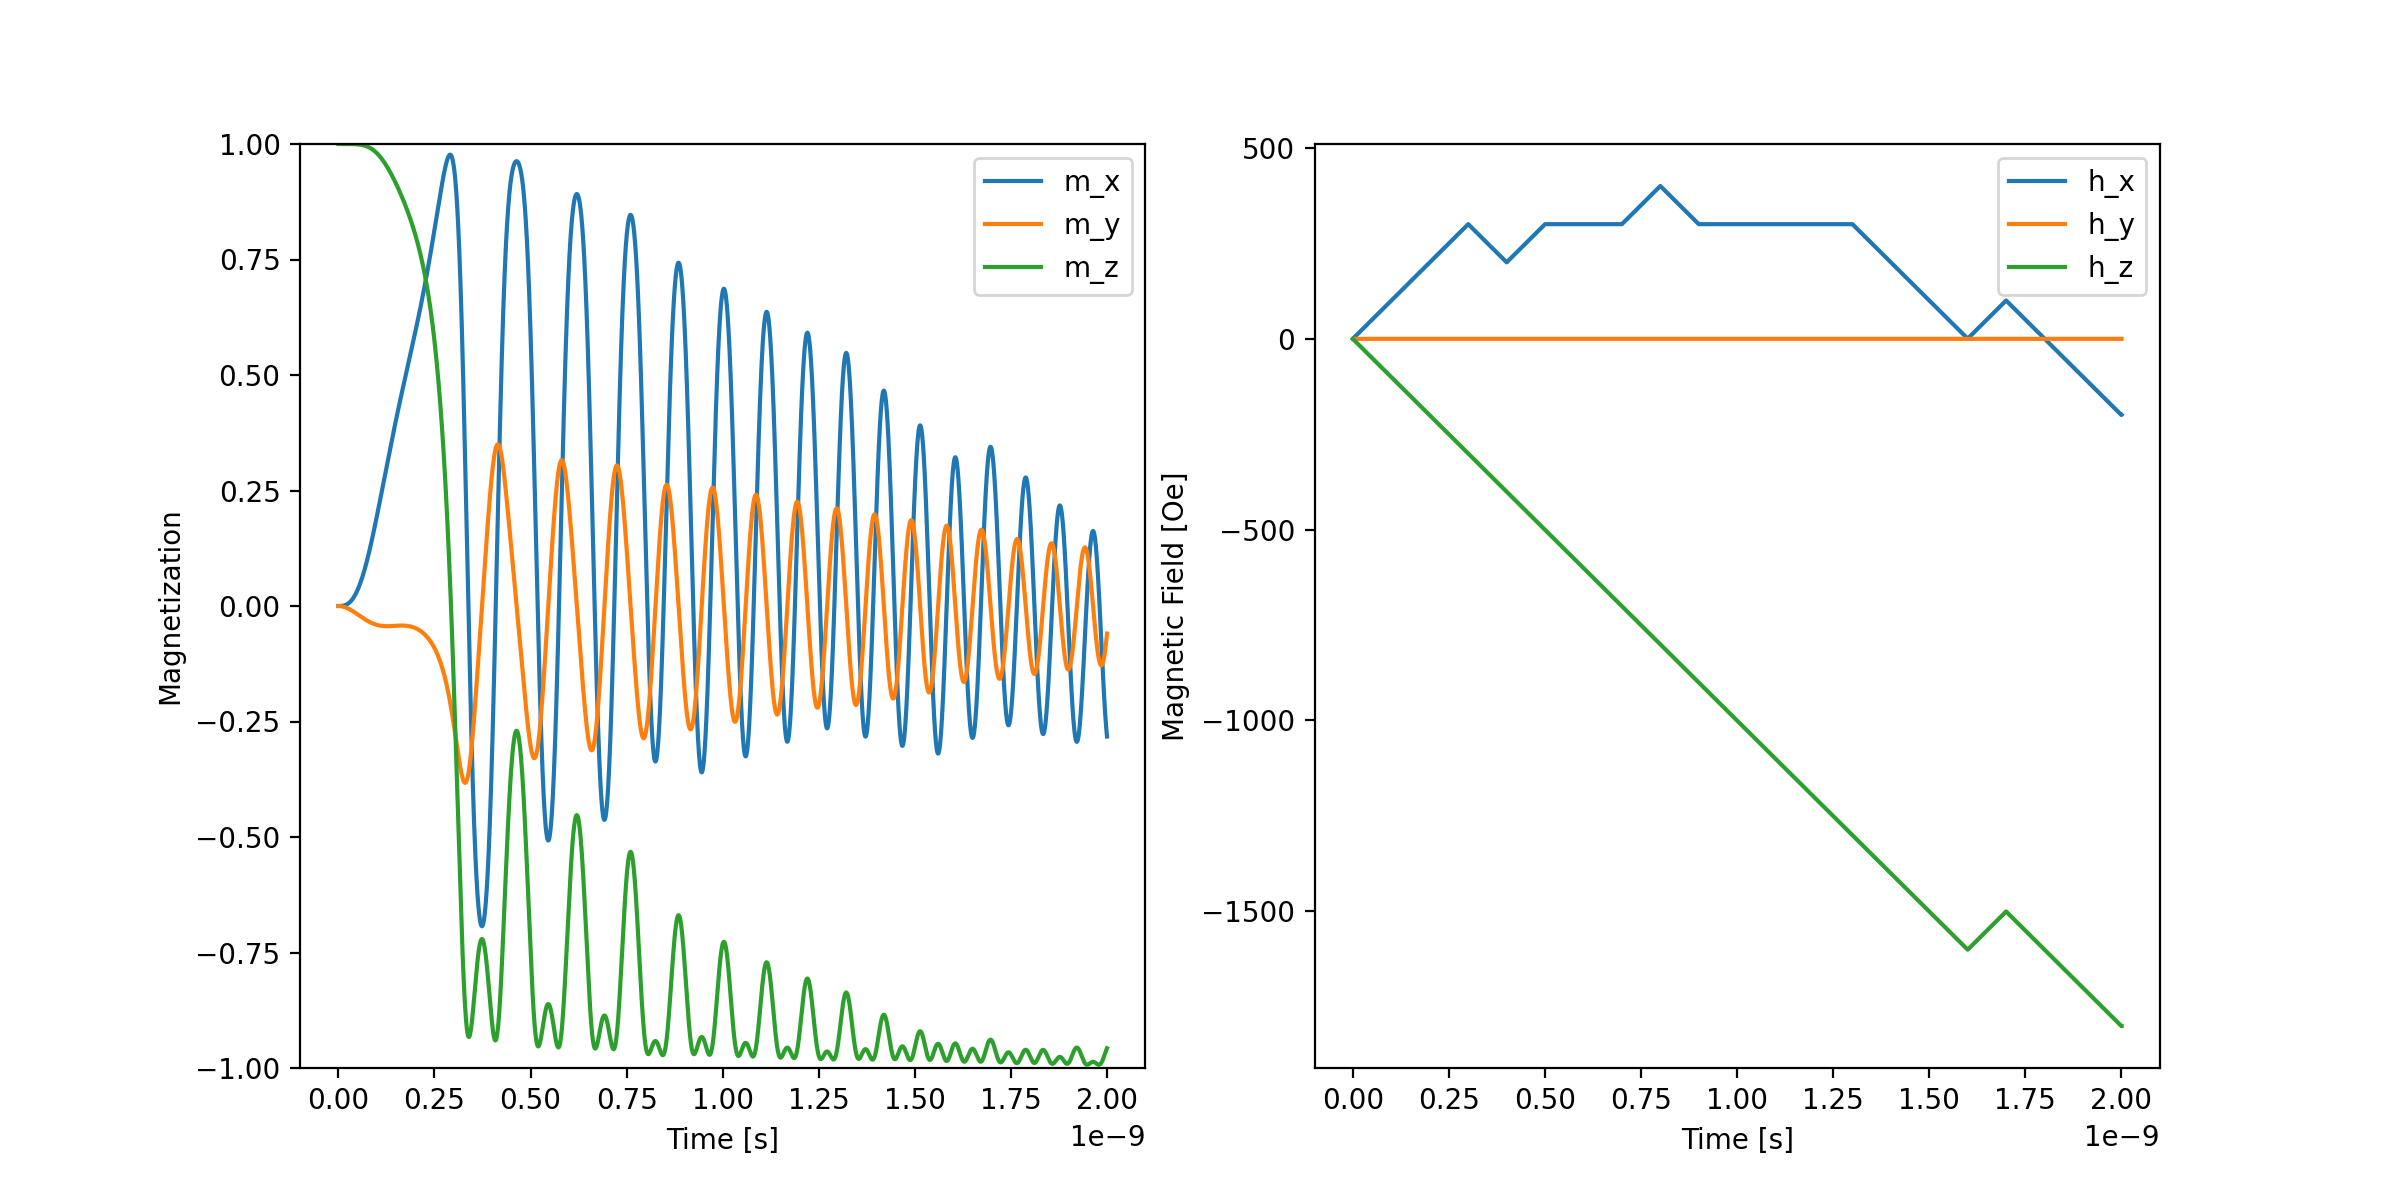 1.00
0.75
0.50
0.25
0.00
−0.25
−0.50
−0.75
−1.00
Magnetization
m_x
m_y
m_z
0.00 0.25 0.50 0.75 1.00 1.25 1.50 1.75 2.00
Time [s]
1e−9
500
0
−500
−1000
−1500
Magnetic Field [Oe]
h_x
h_y
h_z
0.00 0.25 0.50 0.75 1.00 1.25 1.50 1.75 2.00
Time [s]
1e−9